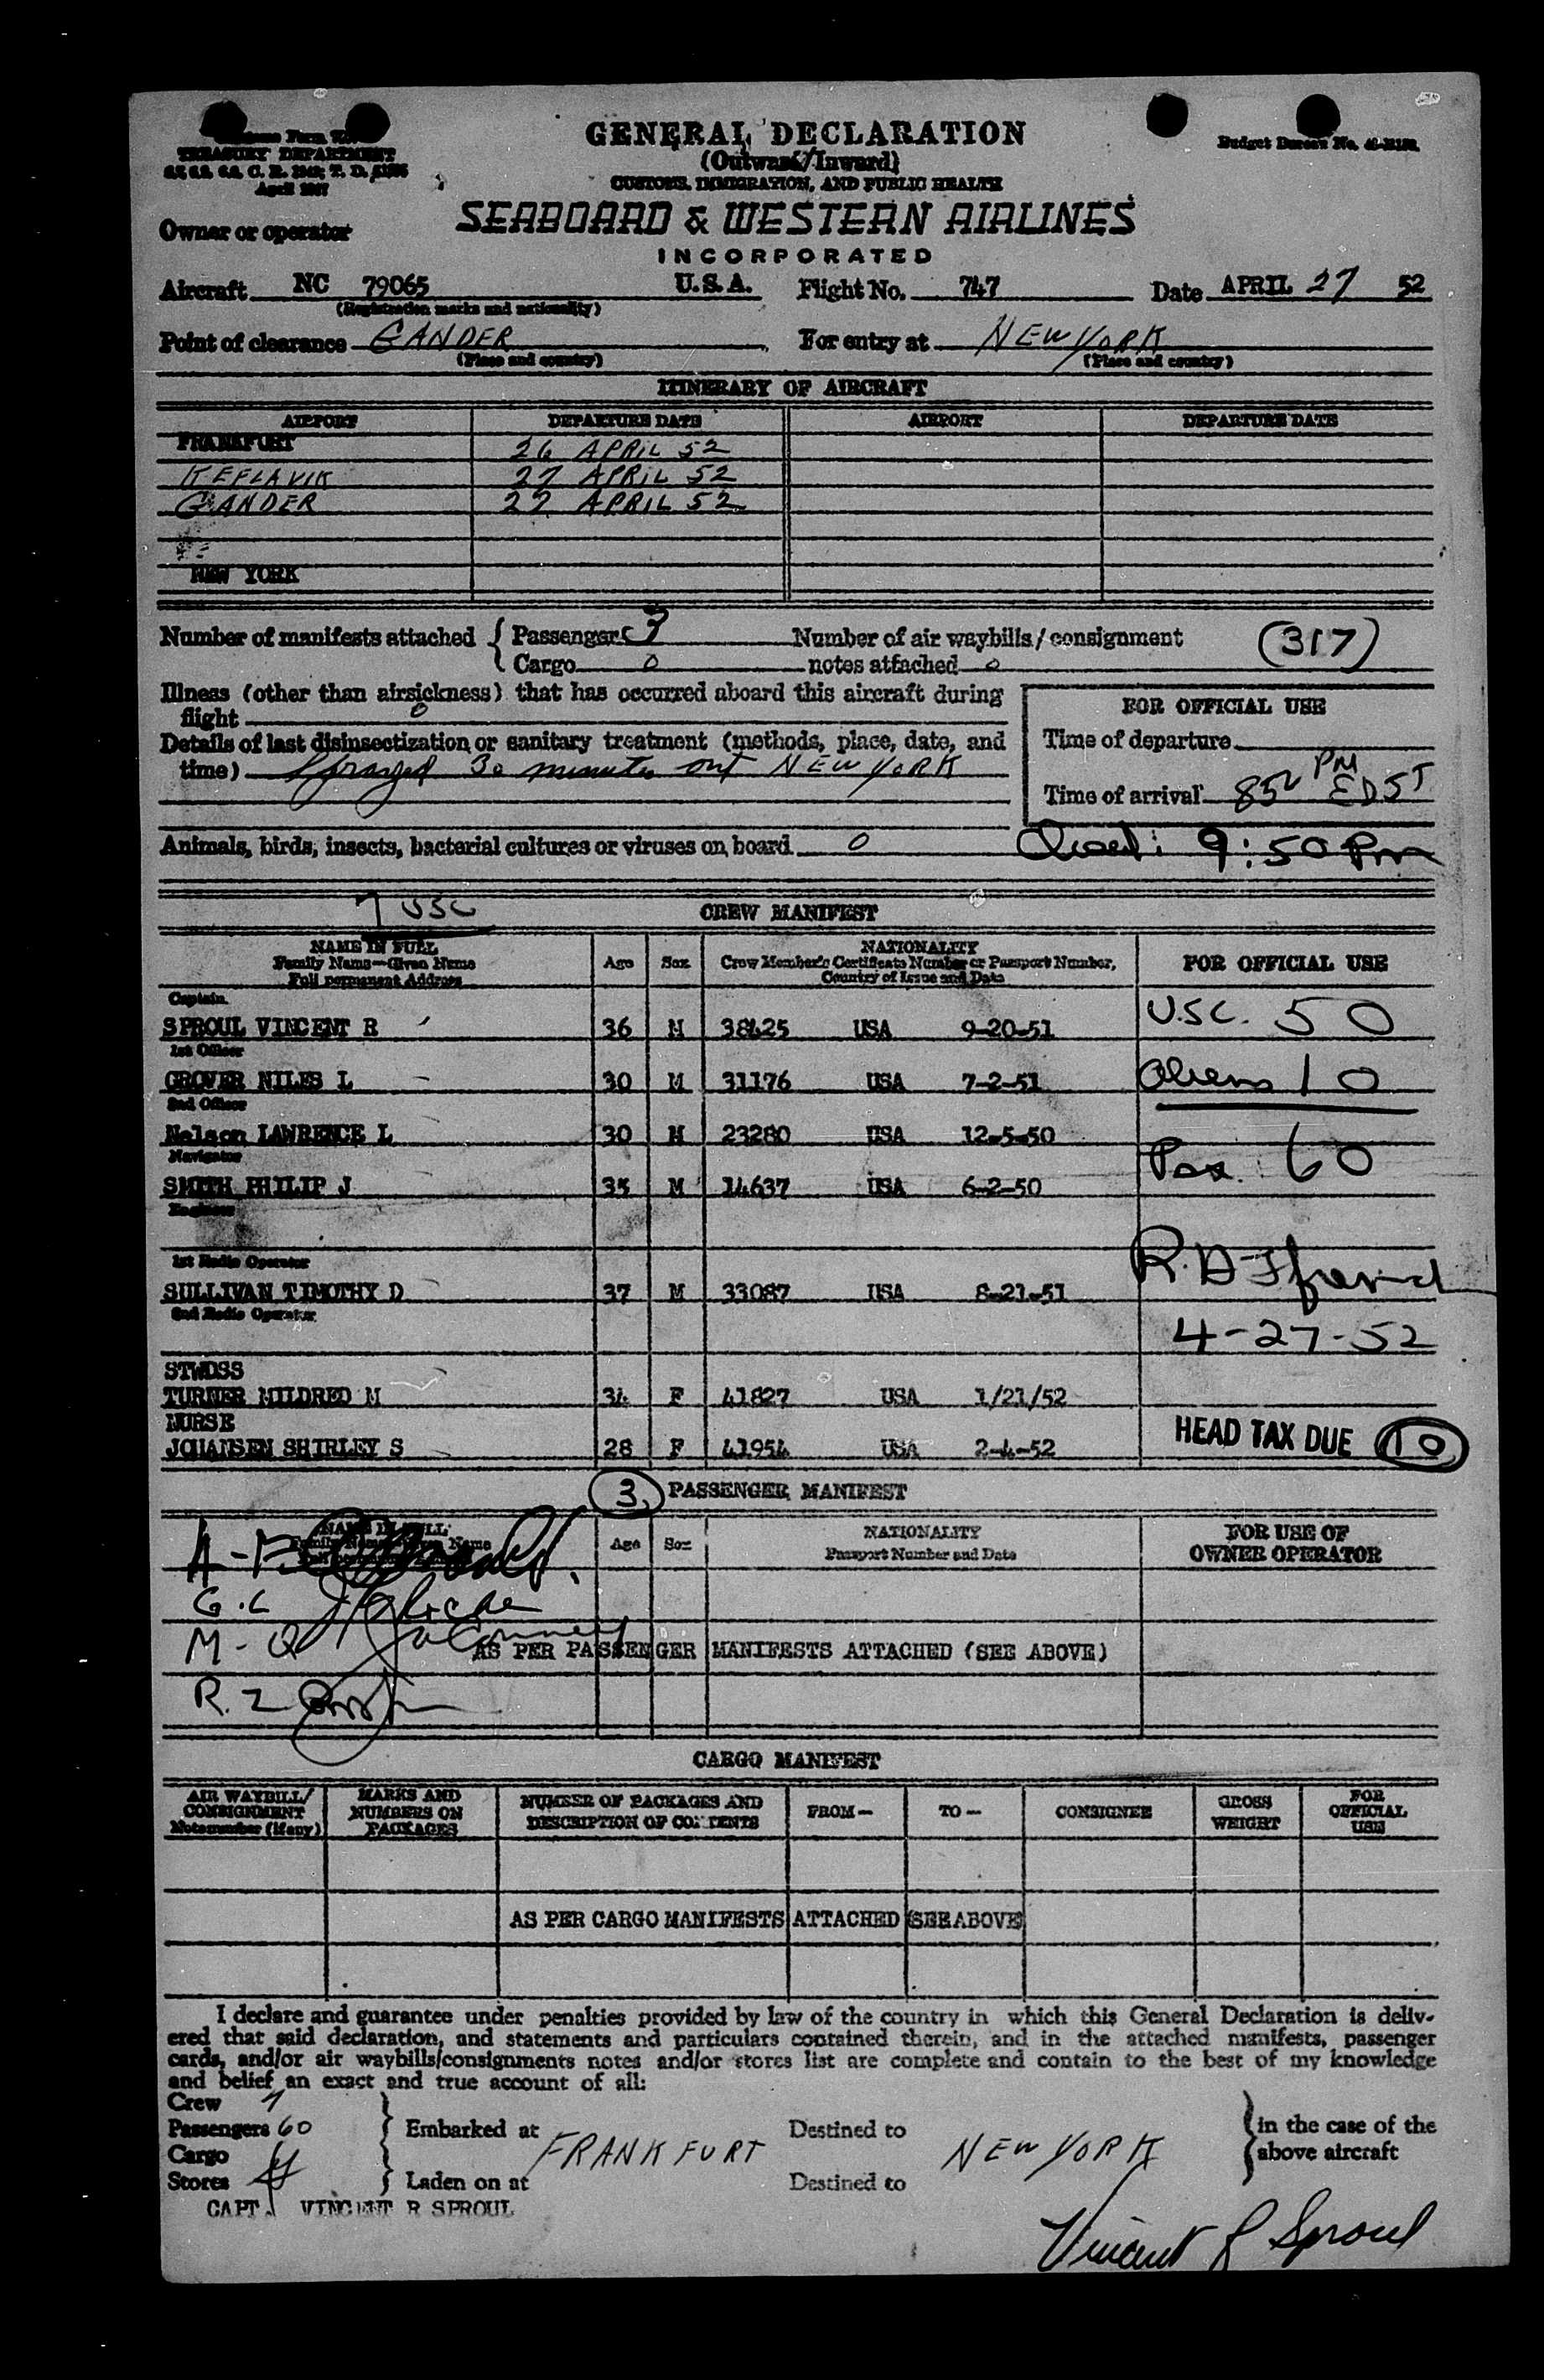 TREASURY DEPARTMENT
April 1947
Budget Bureau No.
GENERAL DECLARATION
(Outward/Inward)
CUSTOMS, IMMIGRATION, AND PUBLIC HEALTH
Owner or operator
SEABOARD & WESTERN AIRLINES
INCORPORATED
Aircraft NC 79065 U.S.A. Flight No. 747 Date APRIL 27 52
(Registration marks and nationality)
Point of clearance GANDER For entry at NEW YORK
(Place and country) (Place and country)
ITINERARY OF AIRCRAFT
AIRPORT DEPARTURE DATE AIRPORT DEPARTURE DATE
FRANKFURT 26 APRIL 52
KEFLAVIK 27 APRIL 52
GANDER 27 APRIL 52
NEW YORK
Number of manifests attached { Passenger 3 Number of air waybills/consignment (317)
Cargo 0 notes attached 0
Illness (other than airsickness) that has occurred aboard this aircraft during
flight 0
FOR OFFICIAL USE
Details of last disinsectization or sanitary treatment (methods, place, date, and
time) Sprayed 30 minutes out NEW YORK
Time of departure
Time of arrival 852 PM EDST
Animals, birds, insects, bacterial cultures or viruses on board 0
Closed: 9:50 Pm
7 USC
CREW MANIFEST
NAME IN FULL Age Sex NATIONALITY FOR OFFICIAL USE
Family Name—Given Name Crew Member's Certificate Number or Passport Number,
Full permanent Address Country of Issue and Date
Captain
SPROUL VINCENT R 36 M 38425 USA 9-20-51 U.S.C. 50
1st Officer
GROVER NILES L 30 M 31176 USA 7-2-51 Aliens 10
2nd Officer
Nelson LAWRENCE L 30 M 23280 USA 12-5-50
Navigator Pax. 60
SMITH PHILIP J 35 M 14637 USA 6-2-50
Engineer
1st Radio Operator
SULLIVAN TIMOTHY D 37 M 33087 USA 8-21-51
2nd Radio Operator
4-27-52
STWDSS
TURNER MILDRED M 34 F 41827 USA 1/21/52
NURSE
JOHANSEN SHIRLEY S 28 F 41954 USA 2-4-52
HEAD TAX DUE 10
3. PASSENGER MANIFEST
NAME IN FULL Age Sex NATIONALITY FOR USE OF
Family Name—Given Name Passport Number and Date OWNER OPERATOR
A-
G.C
M-Q
AS PER PASSENGER MANIFESTS ATTACHED (SEE ABOVE)
R.Z
CARGO MANIFEST
AIR WAYBILL/ CONSIGNMENT Note number (if any) MARKS AND NUMBERS ON PACKAGES NUMBER OF PACKAGES AND DESCRIPTION OF CONTENTS FROM— TO— CONSIGNEE GROSS WEIGHT FOR OFFICIAL USE
AS PER CARGO MANIFESTS ATTACHED (SEE ABOVE)
I declare and guarantee under penalties provided by law of the country in which this General Declaration is deliv-
ered that said declaration, and statements and particulars contained therein, and in the attached manifests, passenger
cards, and/or air waybills/consignments notes and/or stores list are complete and contain to the best of my knowledge
and belief an exact and true account of all:
Crew 7
Passengers 60 } Embarked at FRANKFURT Destined to NEW YORK } in the case of the
Cargo above aircraft
Stores } Laden on at Destined to
CAPT. VINCENT R SPROUL
Vincent R Sproul